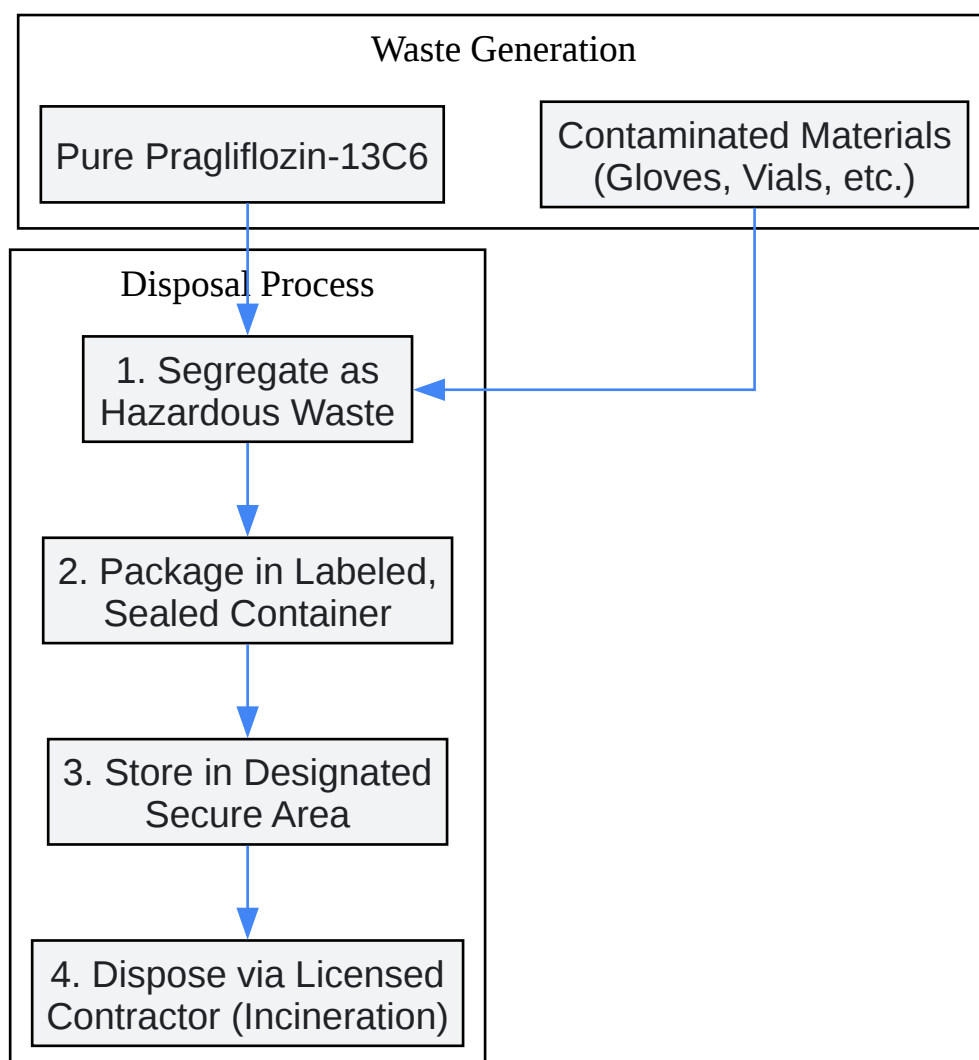 Waste Generation
Pure Pragliflozin-13C6
Contaminated Materials
(Gloves, Vials, etc.)
Disposal Process
1. Segregate as
Hazardous Waste
2. Package in Labeled,
Sealed Container
3. Store in Designated
Secure Area
4. Dispose via Licensed
Contractor (Incineration)